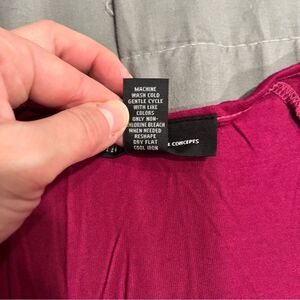 MACHINE
WASH COLD
GENTLE CYCLE
WITH LIKE
COLORS
ONLY NON-
CHLORINE BLEACH
WHEN NEEDED
RESHAPE
DRY FLAT
COOL IRON
CONCEPTS